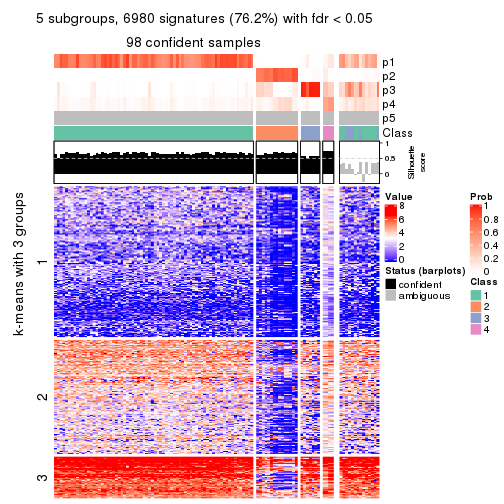 5 subgroups, 6980 signatures (76.2%) with fdr < 0.05
98 confident samples
p1
p2
p3
p4
p5
Class
1
0.5
0
Silhouette
score
k-means with 3 groups
1
2
3
Value
8
6
4
2
0
Status (barplots)
confident
ambiguous
Prob
1
0.8
0.6
0.4
0.2
0
Class
1
2
3
4